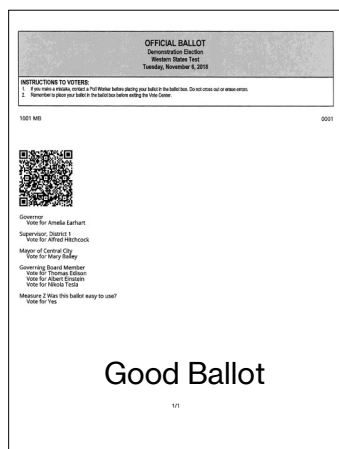 OFFICIAL BALLOT
Demonstration Election
Western States Test
Tuesday, November 6, 2018
INSTRUCTIONS TO VOTERS:
1. If you make a mistake, contact a Poll Worker before placing your ballot in the ballot box. Do not cross out or erase errors.
2. Remember to place your ballot in the ballot box before exiting the Vote Center.
1001 MB 0001
Governor
Vote for Amelia Earhart
Supervisor, District 1
Vote for Alfred Hitchcock
Mayor of Central City
Vote for Mary Bailey
Governing Board Member
Vote for Thomas Edison
Vote for Albert Einstein
Vote for Nikola Tesla
Measure Z Was this ballot easy to use?
Vote for Yes
Good Ballot
1/1